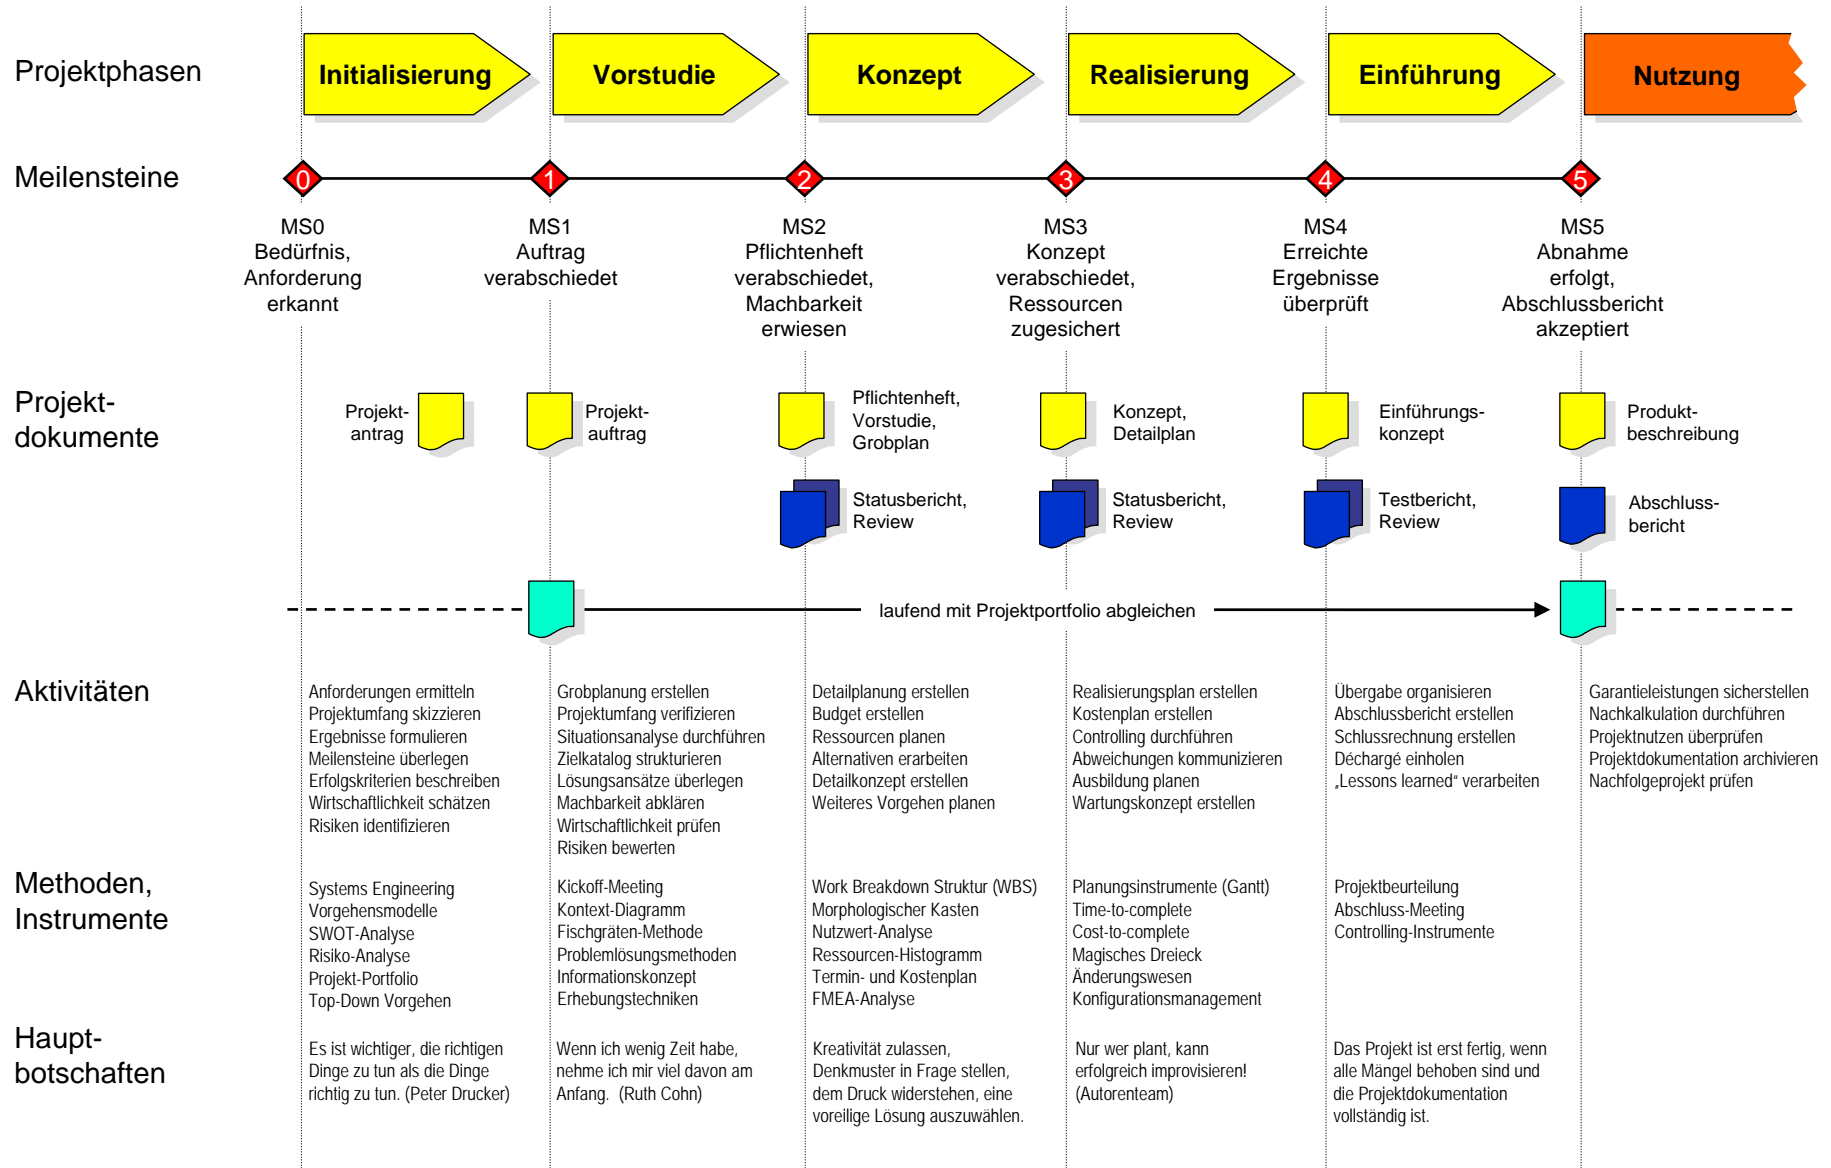 Projektphasen
Initialisierung
Vorstudie
Konzept
Realisierung
Einführung
Nutzung
Meilensteine
0
1
2
3
4
5
MS0
Bedürfnis,
Anforderung
erkannt
MS1
Auftrag
verabschiedet
MS2
Pflichtenheft
verabschiedet,
Machbarkeit
erwiesen
MS3
Konzept
verabschiedet,
Ressourcen
zugesichert
MS4
Erreichte
Ergebnisse
überprüft
MS5
Abnahme
erfolgt,
Abschlussbericht
akzeptiert
Projekt-
dokumente
Projekt-
antrag
Projekt-
auftrag
Pflichtenheft,
Vorstudie,
Grobplan
Konzept,
Detailplan
Einführungs-
konzept
Produkt-
beschreibung
Statusbericht,
Review
Statusbericht,
Review
Testbericht,
Review
Abschluss-
bericht
laufend mit Projektportfolio abgleichen
Aktivitäten
Anforderungen ermitteln
Projektumfang skizzieren
Ergebnisse formulieren
Meilensteine überlegen
Erfolgskriterien beschreiben
Wirtschaftlichkeit schätzen
Risiken identifizieren
Grobplanung erstellen
Projektumfang verifizieren
Situationsanalyse durchführen
Zielkatalog strukturieren
Lösungsansätze überlegen
Machbarkeit abklären
Wirtschaftlichkeit prüfen
Risiken bewerten
Detailplanung erstellen
Budget erstellen
Ressourcen planen
Alternativen erarbeiten
Detailkonzept erstellen
Weiteres Vorgehen planen
Realisierungsplan erstellen
Kostenplan erstellen
Controlling durchführen
Abweichungen kommunizieren
Ausbildung planen
Wartungskonzept erstellen
Übergabe organisieren
Abschlussbericht erstellen
Schlussrechnung erstellen
Déchargé einholen
„Lessons learned“ verarbeiten
Garantieleistungen sicherstellen
Nachkalkulation durchführen
Projektnutzen überprüfen
Projektdokumentation archivieren
Nachfolgeprojekt prüfen
Methoden,
Instrumente
Systems Engineering
Vorgehensmodelle
SWOT-Analyse
Risiko-Analyse
Projekt-Portfolio
Top-Down Vorgehen
Kickoff-Meeting
Kontext-Diagramm
Fischgräten-Methode
Problemlösungsmethoden
Informationskonzept
Erhebungstechniken
Work Breakdown Struktur (WBS)
Morphologischer Kasten
Nutzwert-Analyse
Ressourcen-Histogramm
Termin- und Kostenplan
FMEA-Analyse
Planungsinstrumente (Gantt)
Time-to-complete
Cost-to-complete
Magisches Dreieck
Änderungswesen
Konfigurationsmanagement
Projektbeurteilung
Abschluss-Meeting
Controlling-Instrumente
Haupt-
botschaften
Es ist wichtiger, die richtigen
Dinge zu tun als die Dinge
richtig zu tun. (Peter Drucker)
Wenn ich wenig Zeit habe,
nehme ich mir viel davon am
Anfang. (Ruth Cohn)
Kreativität zulassen,
Denkmuster in Frage stellen,
dem Druck widerstehen, eine
voreilige Lösung auszuwählen.
Nur wer plant, kann
erfolgreich improvisieren!
(Autorenteam)
Das Projekt ist erst fertig, wenn
alle Mängel behoben sind und
die Projektdokumentation
vollständig ist.